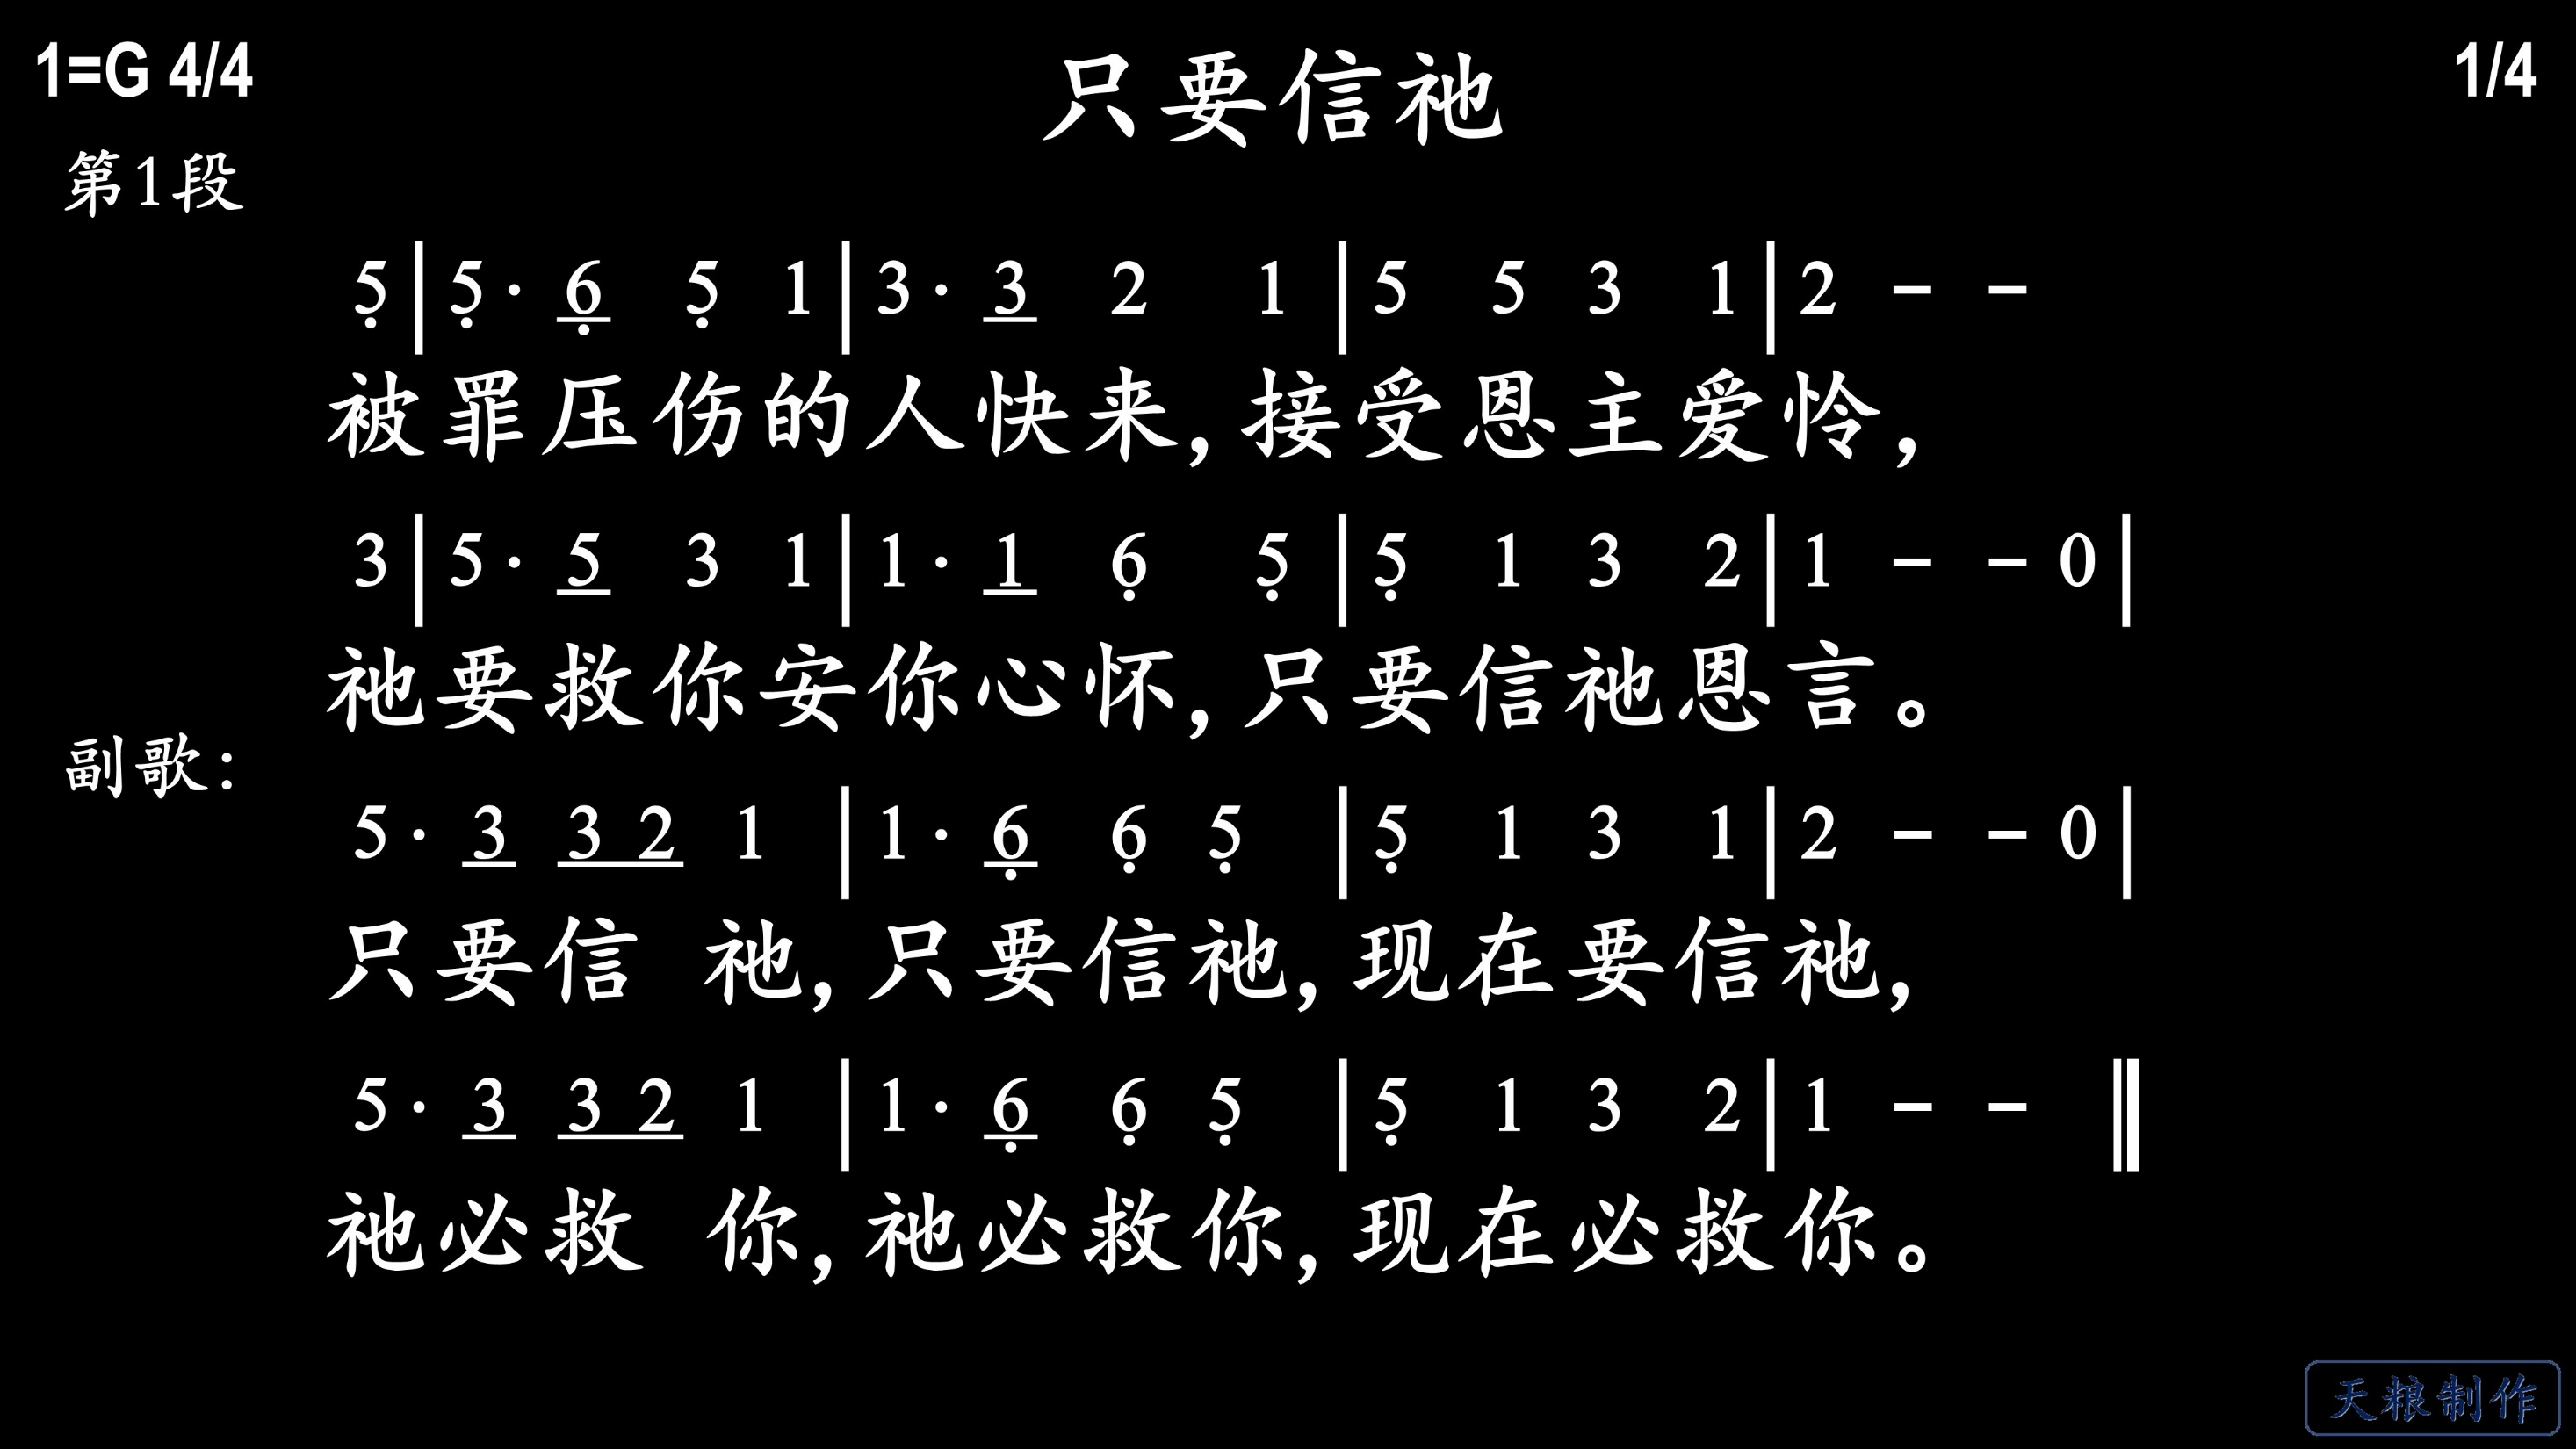 1=G 4/4
只要信祂
1/4
第1段
5̣ | 5̣· 6̣ 5̣ 1 | 3· 3 2 1 | 5 5 3 1 | 2 - -
被罪压伤的人快来,接受恩主爱怜,
3 | 5· 5 3 1 | 1· 1 6̣ 5̣ | 5̣ 1 3 2 | 1 - - 0 |
祂要救你安你心怀,只要信祂恩言。
副歌:
5· 3 3 2 1 | 1· 6̣ 6̣ 5̣ | 5̣ 1 3 1 | 2 - - 0 |
只要信 祂,只要信祂,现在要信祂,
5· 3 3 2 1 | 1· 6̣ 6̣ 5̣ | 5̣ 1 3 2 | 1 - - ‖
祂必救 你,祂必救你,现在必救你。
天粮制作